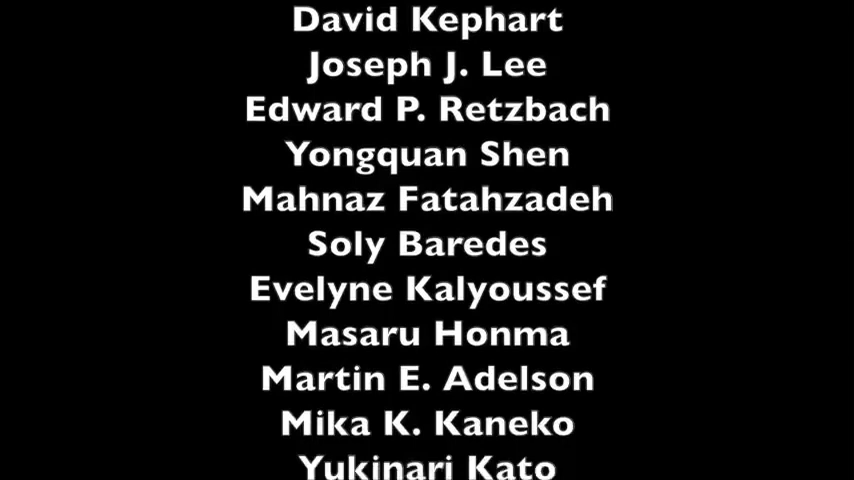 David Kephart
Joseph J. Lee
Edward P. Retzbach
Yongquan Shen
Mahnaz Fatahzadeh
Soly Baredes
Evelyne Kalyoussef
Masaru Honma
Martin E. Adelson
Mika K. Kaneko
Yukinari Kato